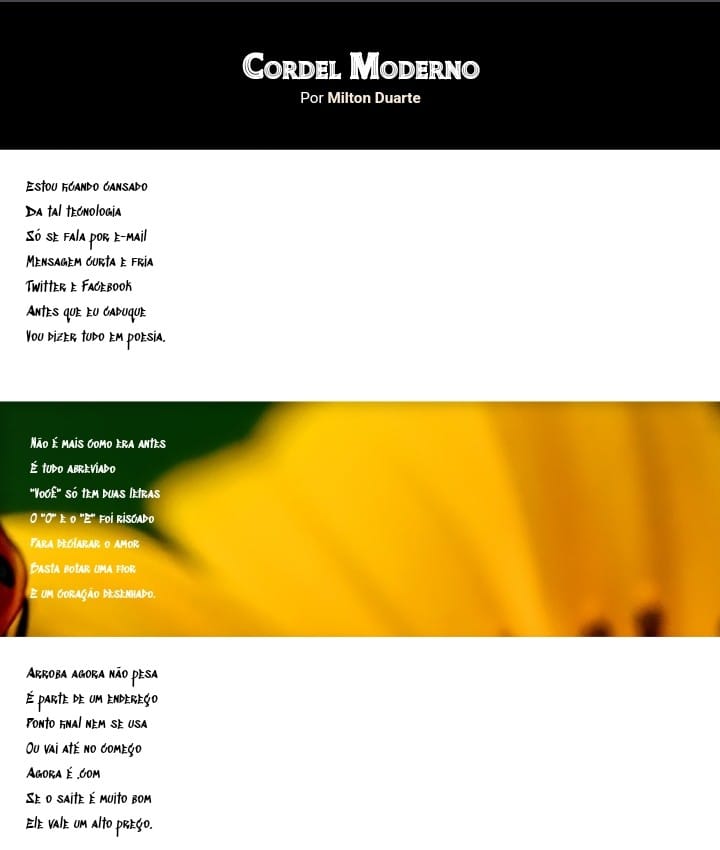 Cordel Moderno
Por Milton Duarte
Estou ficando cansado
Da tal tecnologia
Só se fala por e-mail
Mensagem curta e fria
Twitter e Facebook
Antes que eu caduque
Vou dizer tudo em poesia.
Não é mais como era antes
É tudo abreviado
"Você" só tem duas letras
O "O" e o "E" foi riscado
Para declarar o amor
Basta botar uma flor
E um coração desenhado.
Arroba agora não pesa
É parte de um endereço
Ponto final nem se usa
Ou vai até no começo
Agora é .com
Se o saite é muito bom
Ele vale um alto preço.